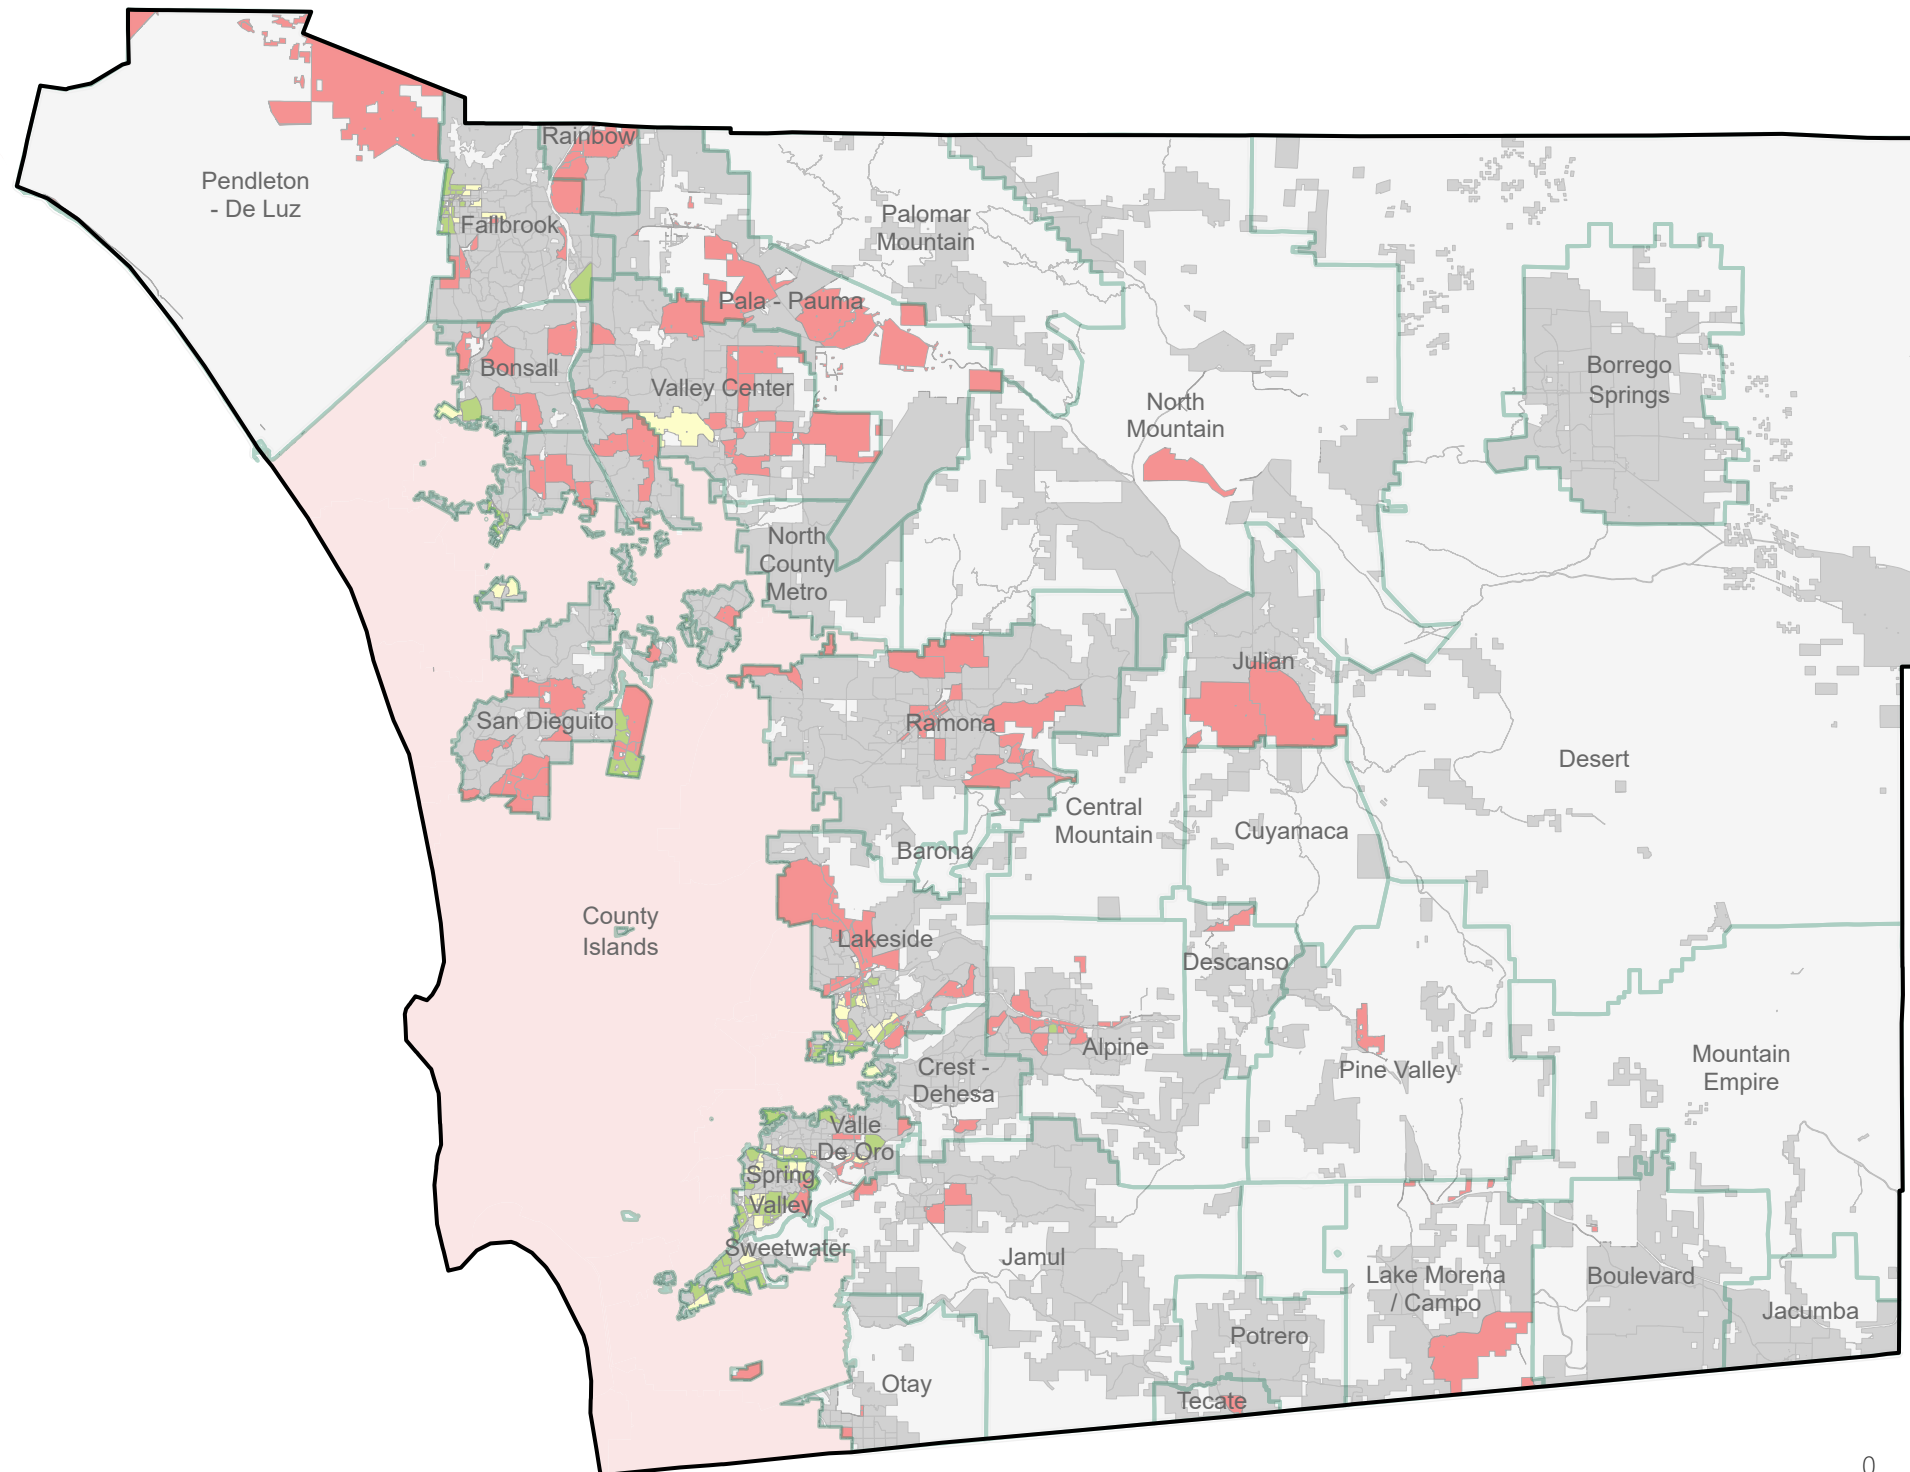 Rainbow
Pendleton
- De Luz
Fallbrook
Palomar
Mountain
Pala - Pauma
Bonsall
Valley Center
Borrego
Springs
North
Mountain
North
County
Metro
Julian
San Dieguito
Ramona
Desert
Central
Mountain
Cuyamaca
Barona
County
Islands
Lakeside
Descanso
Alpine
Crest -
Dehesa
Pine Valley
Mountain
Empire
Valle
De Oro
Spring
Valley
Sweetwater
Jamul
Lake Morena
/ Campo
Boulevard
Jacumba
Potrero
Otay
Tecate
0